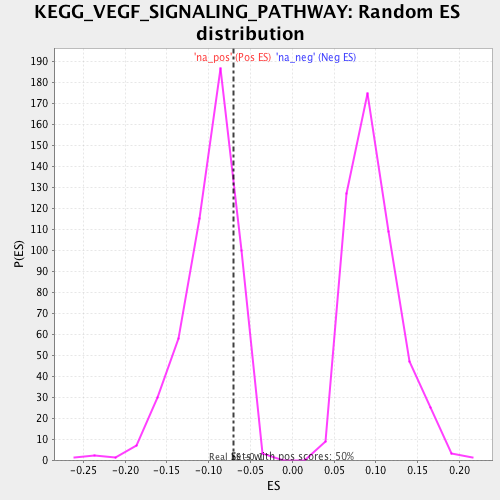 KEGG_VEGF_SIGNALING_PATHWAY: Random ES
distribution
'na_pos' (Pos ES) 'na_neg' (Neg ES)
190
180
170
160
150
140
130
120
110
100
90
80
70
60
50
40
30
20
10
0
P(ES)
Real ES with pos scores: 50%
-0.25 -0.20 -0.15 -0.10 -0.05 0.00 0.05 0.10 0.15 0.20
ES